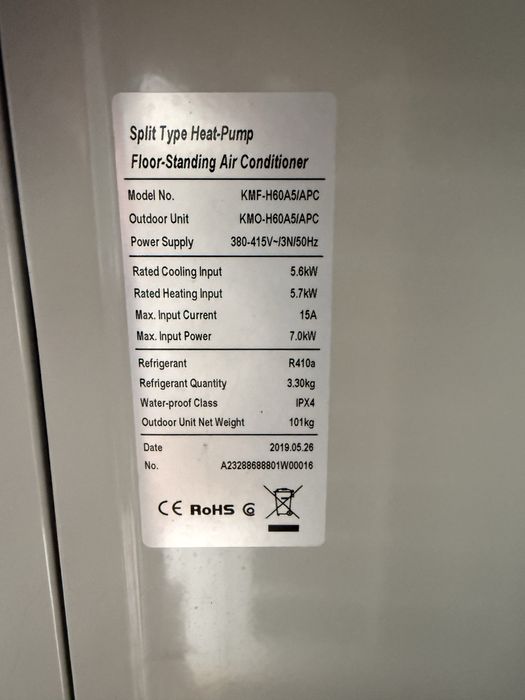 Split Type Heat-Pump
Floor-Standing Air Conditioner
Model No. KMF-H60A5/APC
Outdoor Unit KMO-H60A5/APC
Power Supply 380-415V~/3N/50Hz
Rated Cooling Input 5.6kW
Rated Heating Input 5.7kW
Max. Input Current 15A
Max. Input Power 7.0kW
Refrigerant R410a
Refrigerant Quantity 3.30kg
Water-proof Class IPX4
Outdoor Unit Net Weight 101kg
Date 2019.05.26
No. A23288688801W00016
CE RoHS